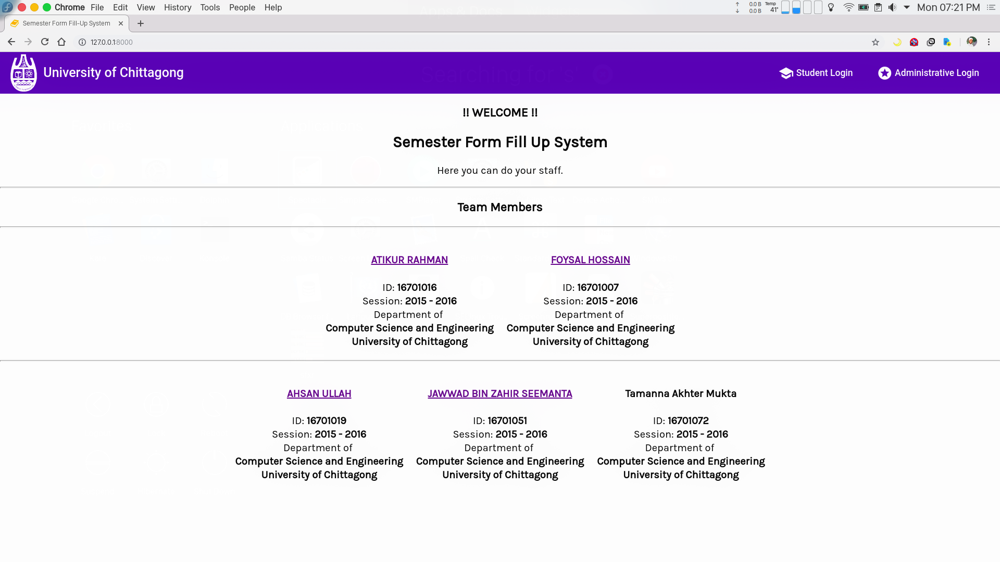 Chrome File Edit View History Tools People Help
0.0 B Temp
0.0 B 41° Mon 07:21 PM
Semester Form Fill-Up System
127.0.0.1:8000
University of Chittagong Student Login Administrative Login
!! WELCOME !!
Semester Form Fill Up System
Here you can do your staff.
Team Members
ATIKUR RAHMAN FOYSAL HOSSAIN
ID: 16701016 ID: 16701007
Session: 2015 - 2016 Session: 2015 - 2016
Department of Department of
Computer Science and Engineering Computer Science and Engineering
University of Chittagong University of Chittagong
AHSAN ULLAH JAWWAD BIN ZAHIR SEEMANTA Tamanna Akhter Mukta
ID: 16701019 ID: 16701051 ID: 16701072
Session: 2015 - 2016 Session: 2015 - 2016 Session: 2015 - 2016
Department of Department of Department of
Computer Science and Engineering Computer Science and Engineering Computer Science and Engineering
University of Chittagong University of Chittagong University of Chittagong